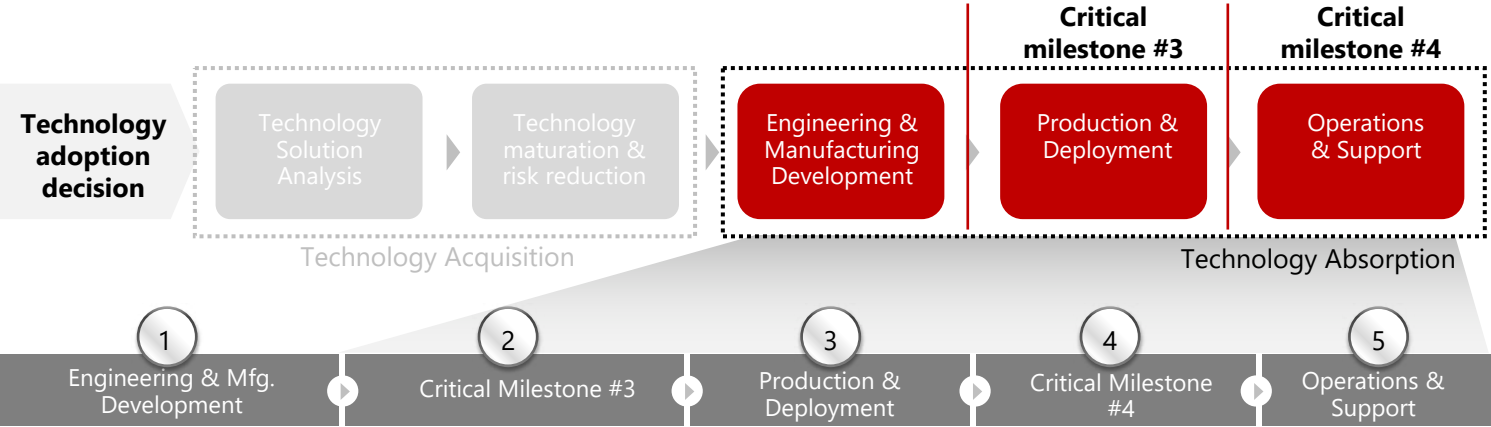 Critical
milestone #3
Critical
milestone #4
Technology
adoption
decision
Technology
Solution
Analysis
Technology
maturation &
risk reduction
Engineering &
Manufacturing
Development
Production &
Deployment
Operations
& Support
Technology Acquisition
Technology Absorption
1
2
3
4
5
Engineering & Mfg.
Development
Critical Milestone #3
Production &
Deployment
Critical Milestone
#4
Operations &
Support